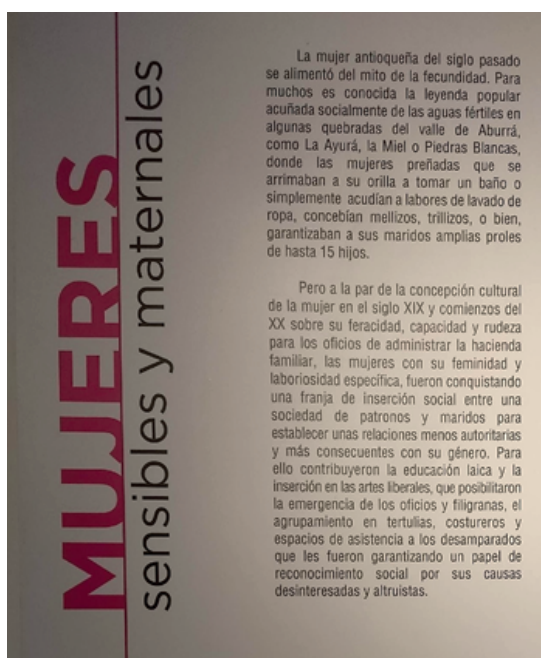 MUJERES
sensibles y maternales
La mujer antioqueña del siglo pasado
se alimentó del mito de la fecundidad. Para
muchos es conocida la leyenda popular
acuñada socialmente de las aguas fértiles en
algunas quebradas del valle de Aburrá,
como La Ayurá, la Miel o Piedras Blancas,
donde las mujeres preñadas que se
arrimaban a su orilla a tomar un baño o
simplemente acudían a labores de lavado de
ropa, concebían mellizos, trillizos, o bien,
garantizaban a sus maridos amplias proles
de hasta 15 hijos.
Pero a la par de la concepción cultural
de la mujer en el siglo XIX y comienzos del
XX sobre su feracidad, capacidad y rudeza
para los oficios de administrar la hacienda
familiar, las mujeres con su feminidad y
laboriosidad específica, fueron conquistando
una franja de inserción social entre una
sociedad de patronos y maridos para
establecer unas relaciones menos autoritarias
y más consecuentes con su género. Para
ello contribuyeron la educación laica y la
inserción en las artes liberales, que posibilitaron
la emergencia de los oficios y filigranas, el
agrupamiento en tertulias, costureros y
espacios de asistencia a los desamparados
que les fueron garantizando un papel de
reconocimiento social por sus causas
desinteresadas y altruistas.